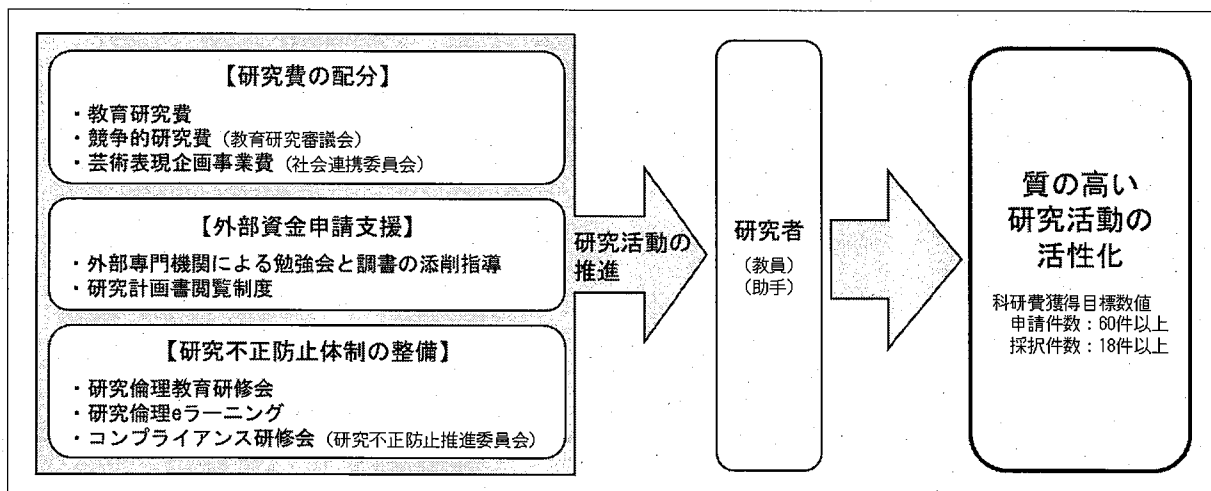 【研究費の配分】
・教育研究費
・競争的研究費（教育研究審議会）
・芸術表現企画事業費（社会連携委員会）
【外部資金申請支援】
・外部専門機関による勉強会と調書の添削指導
・研究計画書閲覧制度
【研究不正防止体制の整備】
・研究倫理教育研修会
・研究倫理eラーニング
・コンプライアンス研修会（研究不正防止推進委員会）
研究活動の
推進
研究者
（教員）
（助手）
質の高い
研究活動の
活性化
科研費獲得目標数値
申請件数：60件以上
採択件数：18件以上